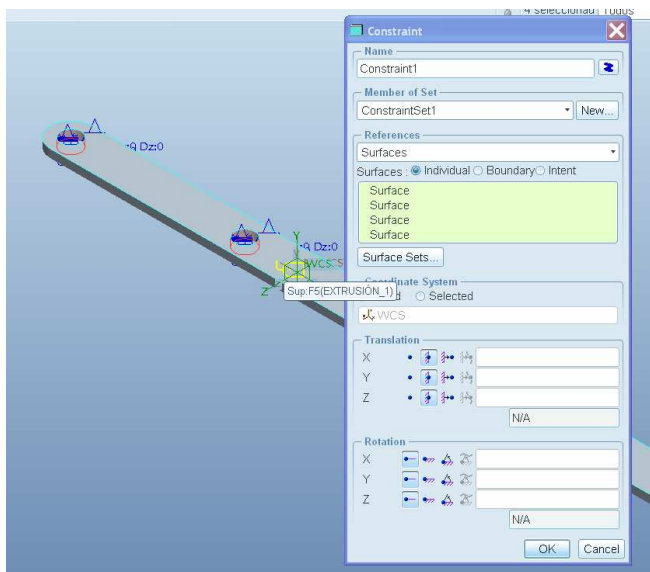 4 seleccionau Todos
Constraint
Name
Constraint1
Member of Set
ConstraintSet1
New...
References
Surfaces
Surfaces : Individual Boundary Intent
Surface
Surface
Surface
Surface
Surface Sets...
Coordinate System
Selected
WCS
Translation
X
Y
Z
N/A
Rotation
X
Y
Z
N/A
OK Cancel
Dz:0
Dz:0
Y
WCS
Z
Sup:F5(EXTRUSIÓN_1)